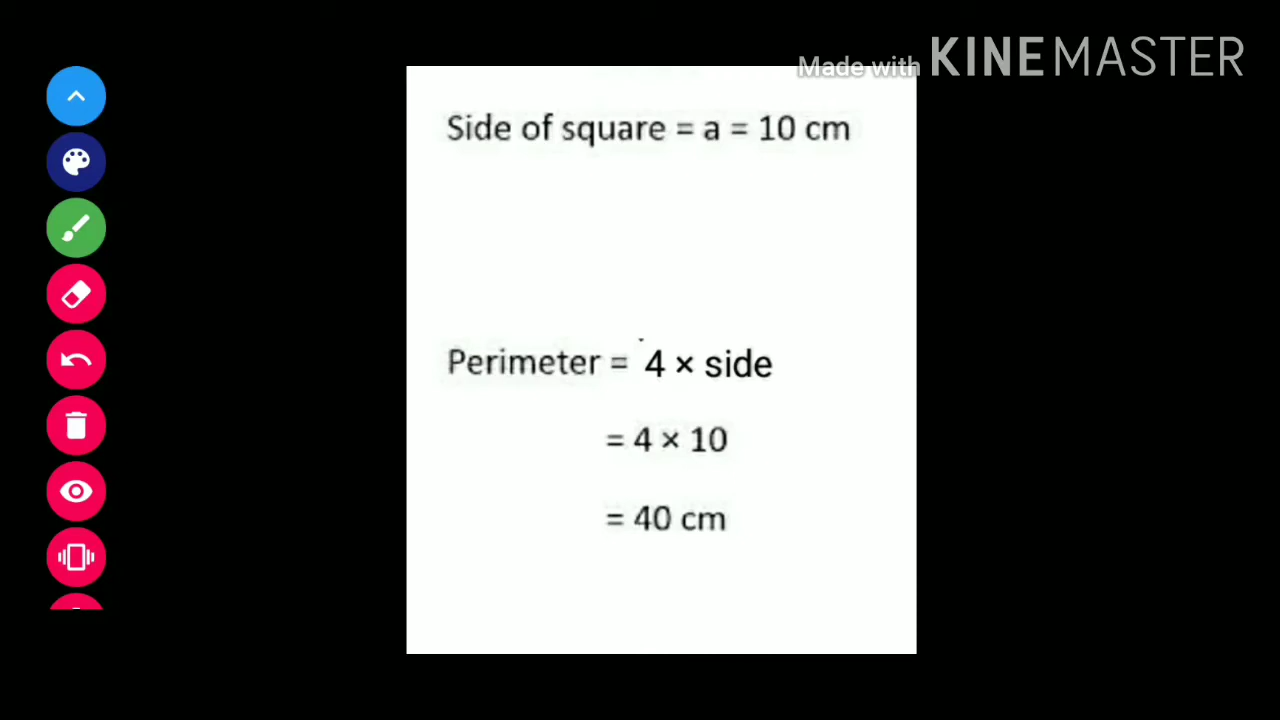 Made with KINEMASTER
Side of square = a = 10 cm
Perimeter = 4 × side
= 4 × 10
= 40 cm